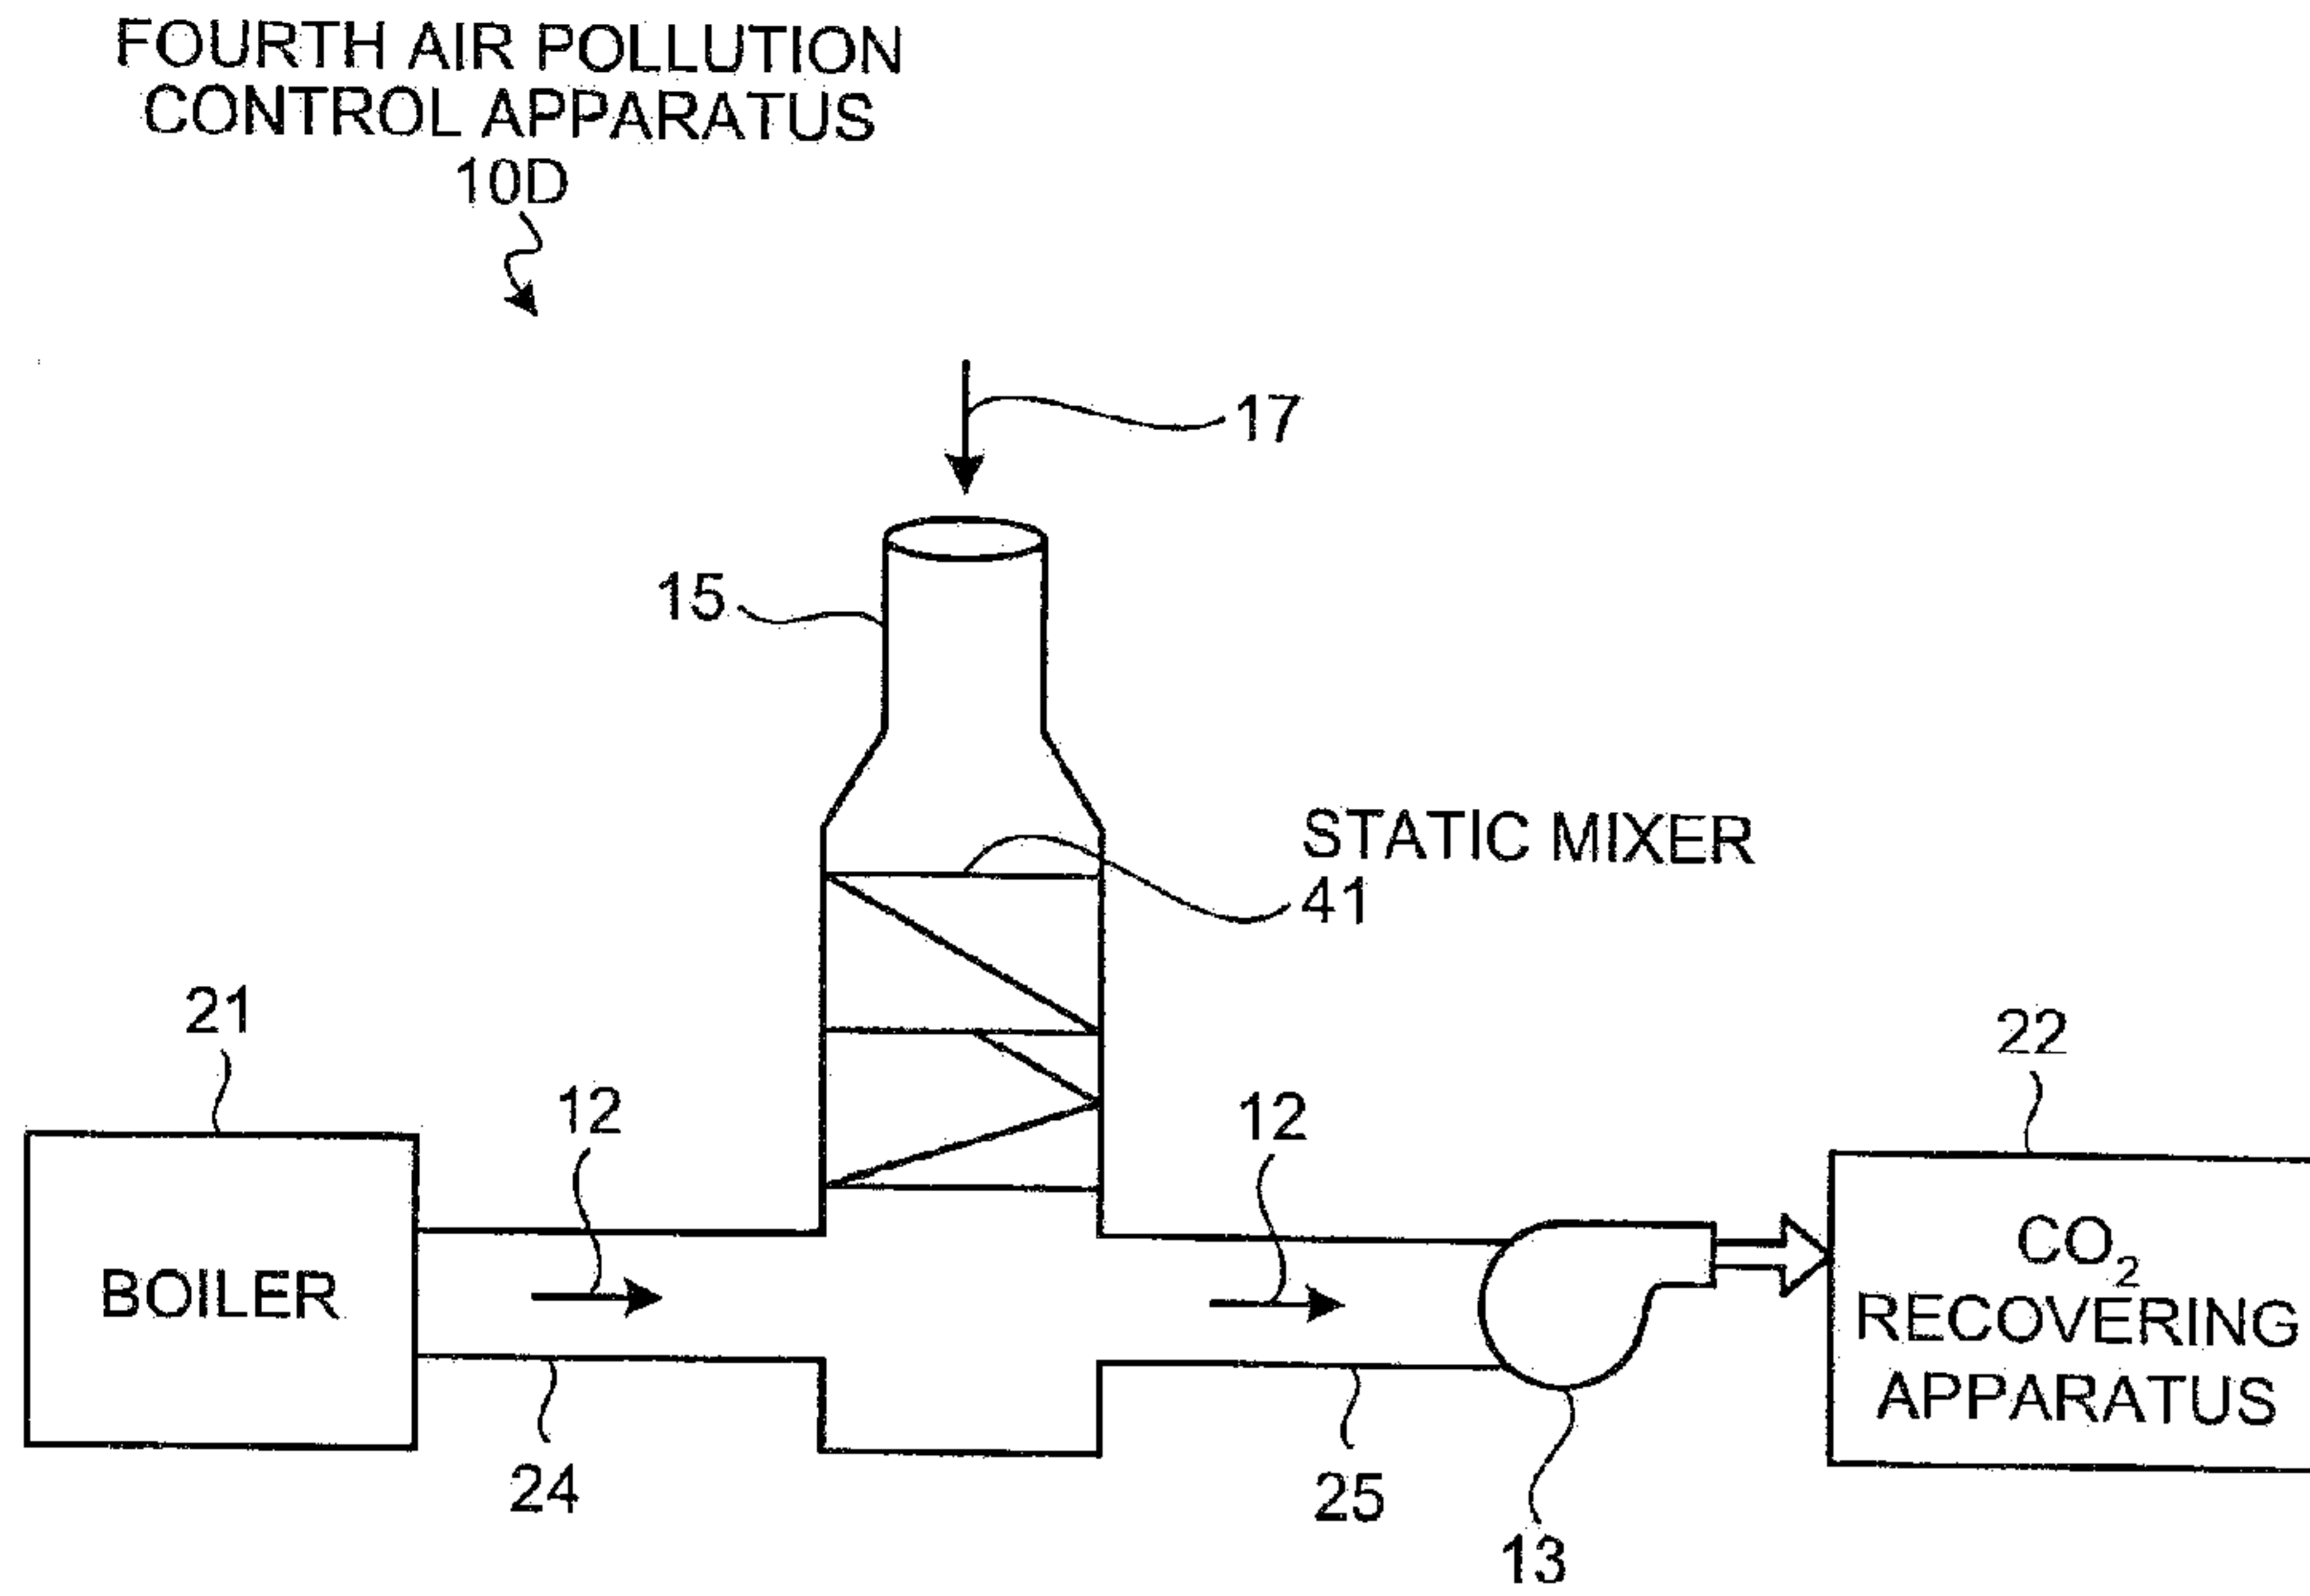 FOURTH AIR POLLUTION
CONTROL APPARATUS
10D
17
15
STATIC MIXER
41
21
12
12
22
BOILER
CO₂
RECOVERING
APPARATUS
24
25
13